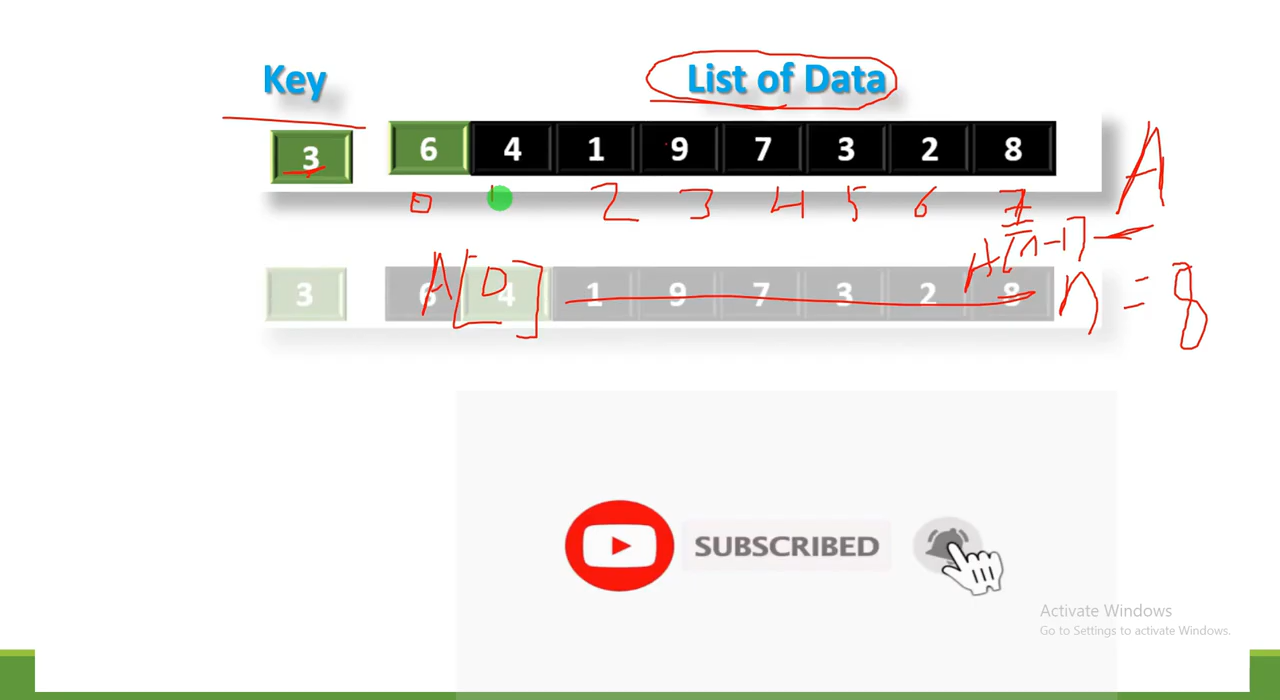 Key List of Data
3 6 4 1 9 7 3 2 8 A
0 1 2 3 4 5 6 7
A[n-1]
3 6 4 1 9 7 3 2 8
A[0] n = 8
SUBSCRIBED
Activate Windows
Go to Settings to activate Windows.